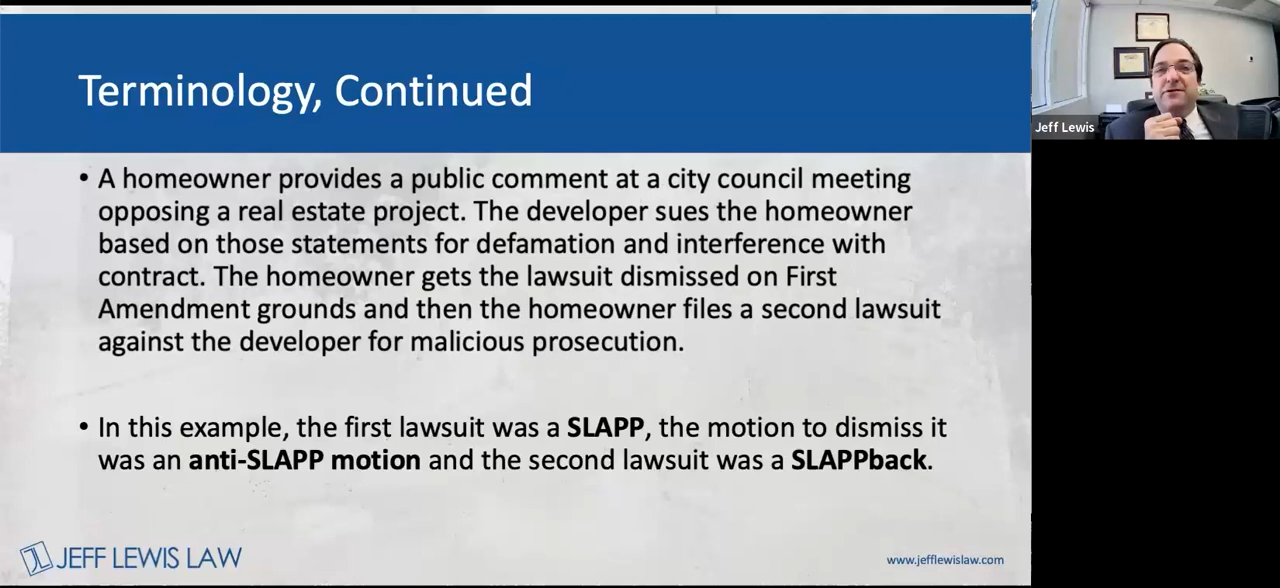 Terminology, Continued
• A homeowner provides a public comment at a city council meeting
opposing a real estate project. The developer sues the homeowner
based on those statements for defamation and interference with
contract. The homeowner gets the lawsuit dismissed on First
Amendment grounds and then the homeowner files a second lawsuit
against the developer for malicious prosecution.
• In this example, the first lawsuit was a SLAPP, the motion to dismiss it
was an anti-SLAPP motion and the second lawsuit was a SLAPPback.
JEFF LEWIS LAW
www.jefflewislaw.com
Jeff Lewis